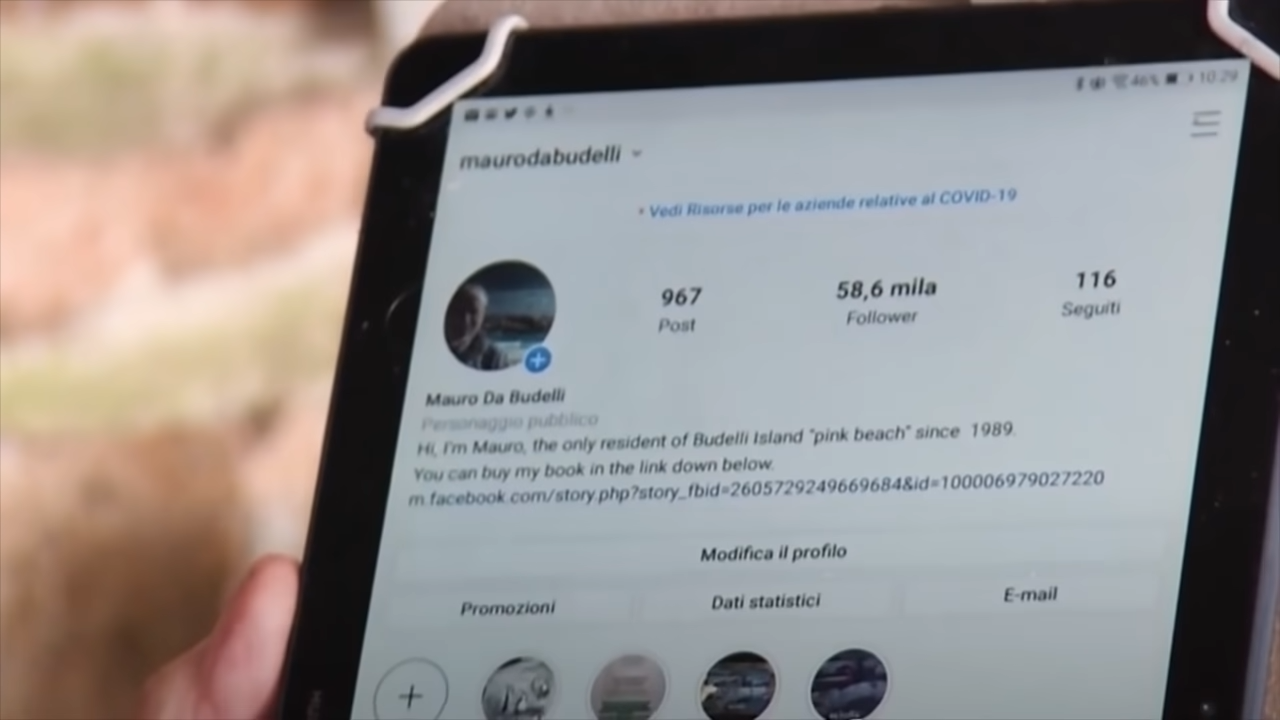 46% 10:29
maurodabudelli
• Vedi Risorse per le aziende relative al COVID-19
967 58,6 mila 116
Post Follower Seguiti
Mauro Da Budelli
Personaggio pubblico
Hi, I'm Mauro, the only resident of Budelli Island "pink beach" since 1989.
You can buy my book in the link down below.
m.facebook.com/story.php?story_fbid=2605729249669684&id=100006979027220
Modifica il profilo
Promozioni Dati statistici E-mail